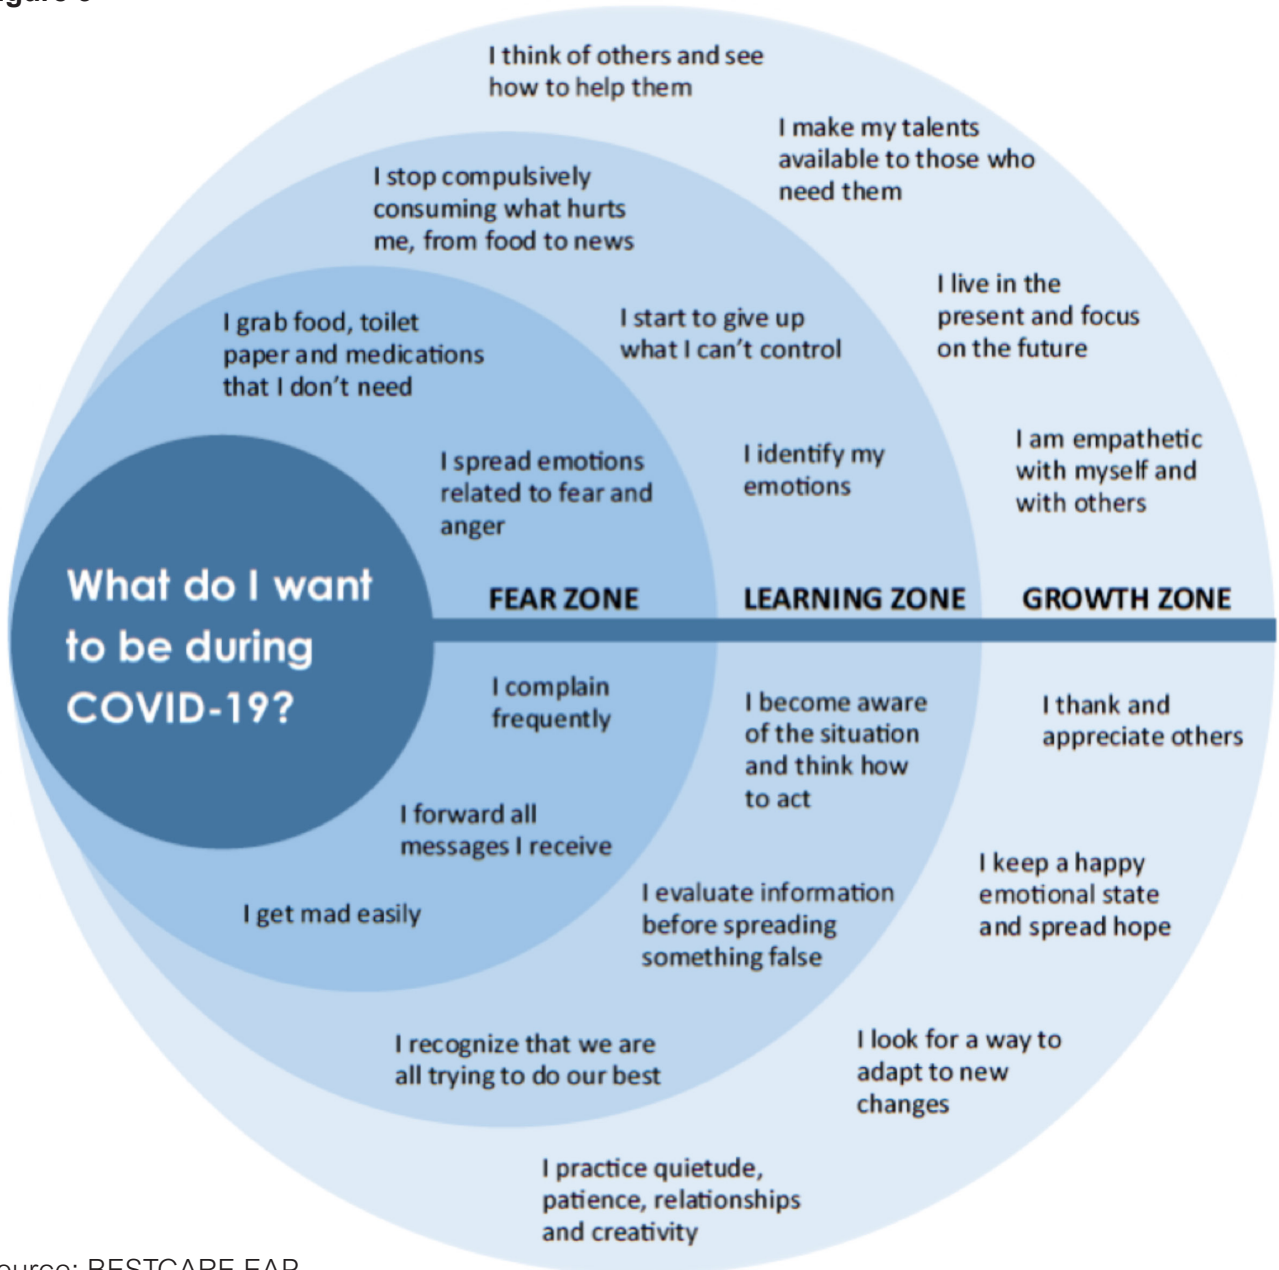 I think of others and see
how to help them
I make my talents
available to those who
need them
I stop compulsively
consuming what hurts
me, from food to news
I live in the
present and focus
on the future
I grab food, toilet
paper and medications
that I don't need
I start to give up
what I can't control
I am empathetic
with myself and
with others
I spread emotions
related to fear and
anger
I identify my
emotions
What do I want
to be during
COVID-19?
FEAR ZONE
LEARNING ZONE
GROWTH ZONE
I complain
frequently
I become aware
of the situation
and think how
to act
I thank and
appreciate others
I forward all
messages I receive
I keep a happy
emotional state
and spread hope
I get mad easily
I evaluate information
before spreading
something false
I recognize that we are
all trying to do our best
I look for a way to
adapt to new
changes
I practice quietude,
patience, relationships
and creativity
BESTCARE EAP